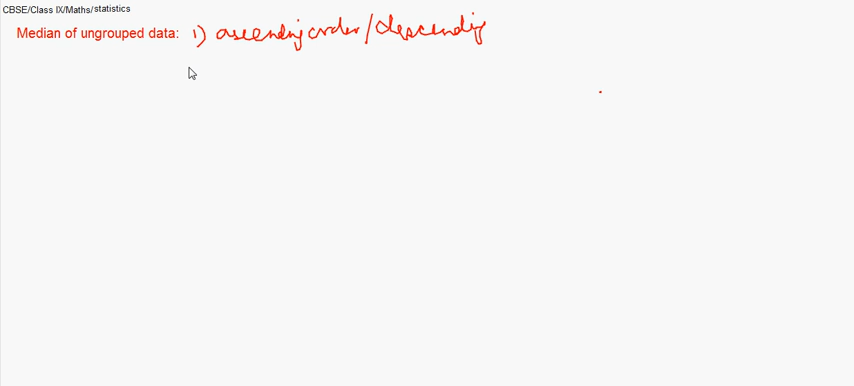 CBSE/Class IX/Maths/statistics
Median of ungrouped data: 1) ascending order/descending